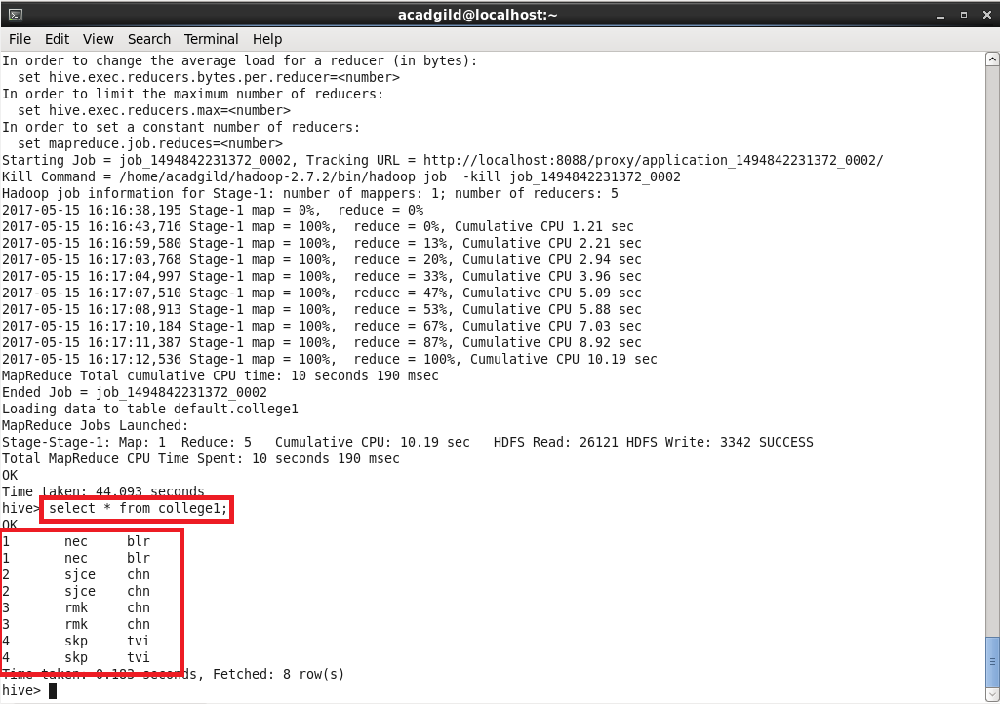 acadgild@localhost:~
File Edit View Search Terminal Help
In order to change the average load for a reducer (in bytes):
  set hive.exec.reducers.bytes.per.reducer=<number>
In order to limit the maximum number of reducers:
  set hive.exec.reducers.max=<number>
In order to set a constant number of reducers:
  set mapreduce.job.reduces=<number>
Starting Job = job_1494842231372_0002, Tracking URL = http://localhost:8088/proxy/application_1494842231372_0002/
Kill Command = /home/acadgild/hadoop-2.7.2/bin/hadoop job  -kill job_1494842231372_0002
Hadoop job information for Stage-1: number of mappers: 1; number of reducers: 5
2017-05-15 16:16:38,195 Stage-1 map = 0%,  reduce = 0%
2017-05-15 16:16:43,716 Stage-1 map = 100%,  reduce = 0%, Cumulative CPU 1.21 sec
2017-05-15 16:16:59,580 Stage-1 map = 100%,  reduce = 13%, Cumulative CPU 2.21 sec
2017-05-15 16:17:03,768 Stage-1 map = 100%,  reduce = 20%, Cumulative CPU 2.94 sec
2017-05-15 16:17:04,997 Stage-1 map = 100%,  reduce = 33%, Cumulative CPU 3.96 sec
2017-05-15 16:17:07,510 Stage-1 map = 100%,  reduce = 47%, Cumulative CPU 5.09 sec
2017-05-15 16:17:08,913 Stage-1 map = 100%,  reduce = 53%, Cumulative CPU 5.88 sec
2017-05-15 16:17:10,184 Stage-1 map = 100%,  reduce = 67%, Cumulative CPU 7.03 sec
2017-05-15 16:17:11,387 Stage-1 map = 100%,  reduce = 87%, Cumulative CPU 8.92 sec
2017-05-15 16:17:12,536 Stage-1 map = 100%,  reduce = 100%, Cumulative CPU 10.19 sec
MapReduce Total cumulative CPU time: 10 seconds 190 msec
Ended Job = job_1494842231372_0002
Loading data to table default.college1
MapReduce Jobs Launched:
Stage-Stage-1: Map: 1  Reduce: 5   Cumulative CPU: 10.19 sec   HDFS Read: 26121 HDFS Write: 3342 SUCCESS
Total MapReduce CPU Time Spent: 10 seconds 190 msec
OK
Time taken: 44.093 seconds
hive> select * from college1;
OK
1       nec     blr
1       nec     blr
2       sjce    chn
2       sjce    chn
3       rmk     chn
3       rmk     chn
4       skp     tvi
4       skp     tvi
Time taken: 0.183 seconds, Fetched: 8 row(s)
hive>